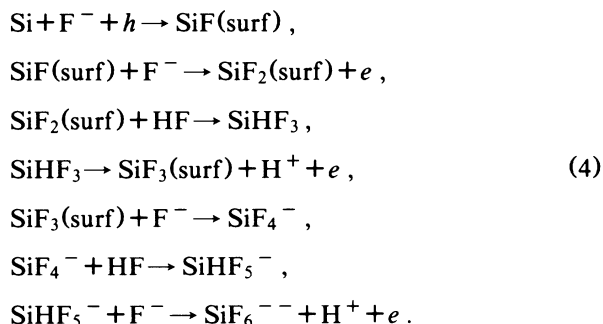 Si + F⁻ + h → SiF(surf) ,
SiF(surf) + F⁻ → SiF₂(surf) + e ,
SiF₂(surf) + HF → SiHF₃ ,
SiHF₃ → SiF₃(surf) + H⁺ + e , (4)
SiF₃(surf) + F⁻ → SiF₄⁻ ,
SiF₄⁻ + HF → SiHF₅⁻ ,
SiHF₅⁻ + F⁻ → SiF₆⁻⁻ + H⁺ + e .